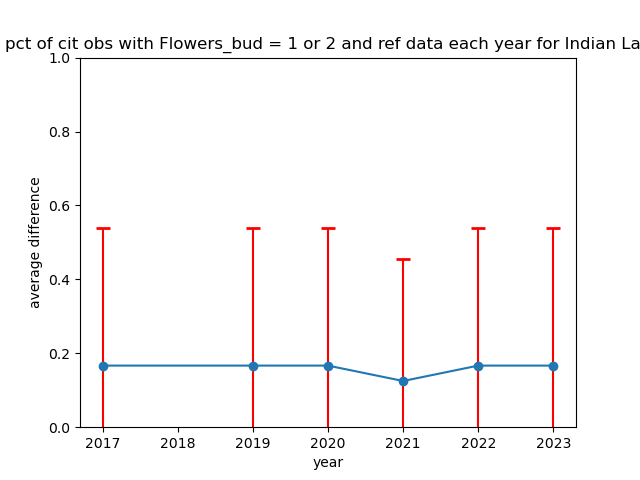 pct of cit obs with Flowers_bud = 1 or 2 and ref data each year for Indian La
1.0
0.8
0.6
0.4
0.2
0.0
average difference
2017 2018 2019 2020 2021 2022 2023
year